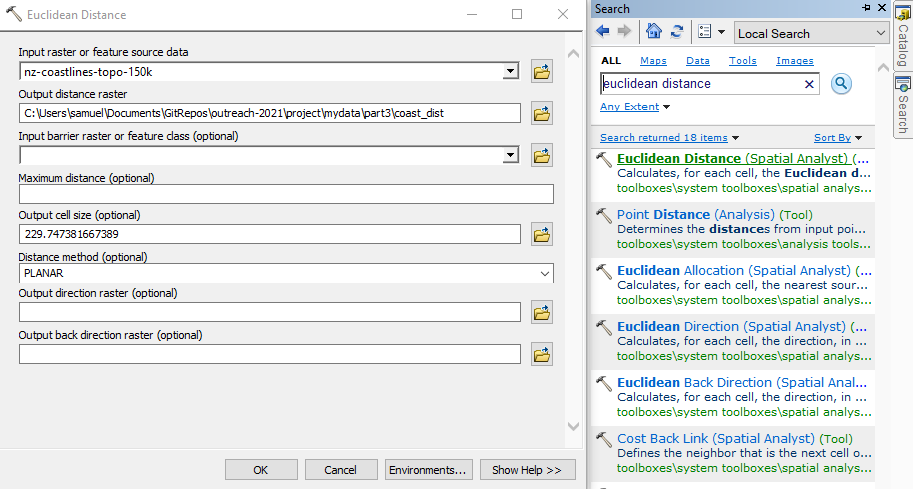 Euclidean Distance
Input raster or feature source data
nz-coastlines-topo-150k
Output distance raster
C:\Users\samuel\Documents\GitRepos\outreach-2021\project\mydata\part3\coast_dist
Input barrier raster or feature class (optional)
Maximum distance (optional)
Output cell size (optional)
229.747381667389
Distance method (optional)
PLANAR
Output direction raster (optional)
Output back direction raster (optional)
OK
Cancel
Environments...
Show Help >>
Search
Local Search
ALL Maps Data Tools Images
euclidean distance
Any Extent
Search returned 18 items
Sort By
Euclidean Distance (Spatial Analyst) (...
Calculates, for each cell, the Euclidean d...
toolboxes\system toolboxes\spatial analys...
Point Distance (Analysis) (Tool)
Determines the distances from input poi...
toolboxes\system toolboxes\analysis tools...
Euclidean Allocation (Spatial Analyst) (...
Calculates, for each cell, the nearest sour...
toolboxes\system toolboxes\spatial analys...
Euclidean Direction (Spatial Analyst) (...
Calculates, for each cell, the direction, in ...
toolboxes\system toolboxes\spatial analys...
Euclidean Back Direction (Spatial Anal...
Calculates, for each cell, the direction, in ...
toolboxes\system toolboxes\spatial analys...
Cost Back Link (Spatial Analyst) (Tool)
Defines the neighbor that is the next cell o...
toolboxes\system toolboxes\spatial analys...
Catalog
Search